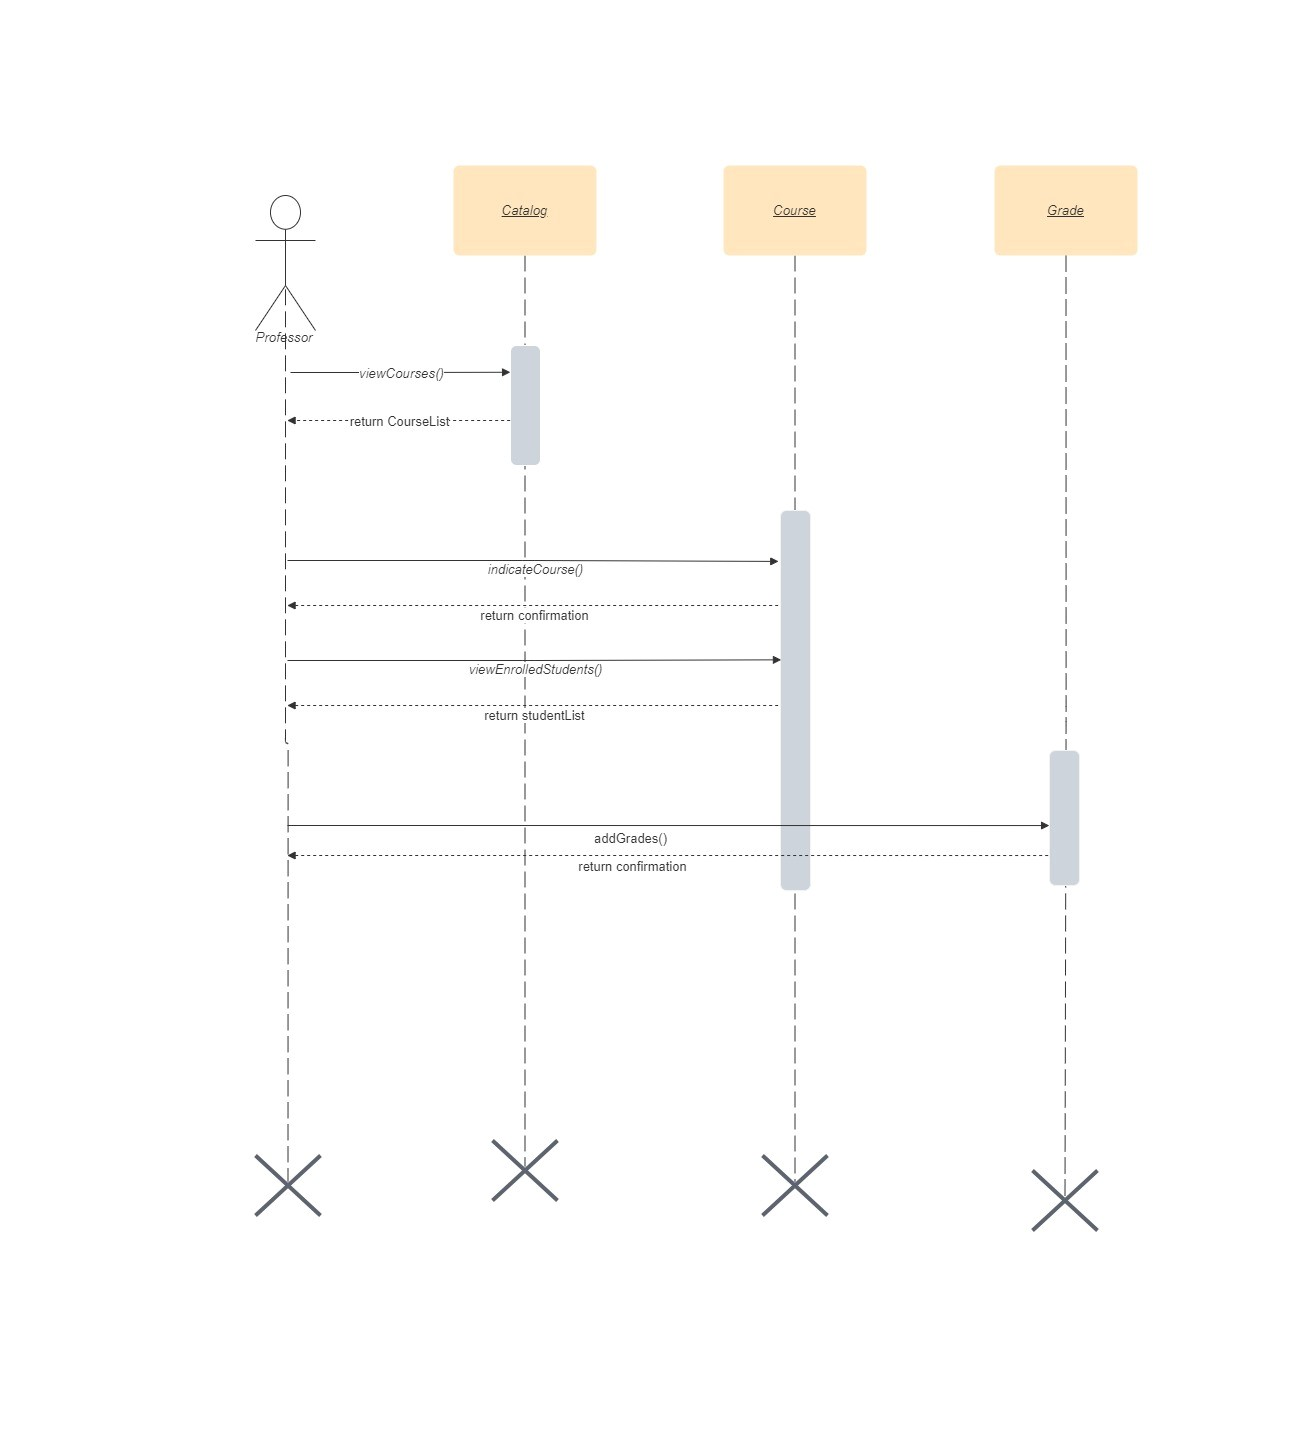 Catalog
Course
Grade
Professor
viewCourses()
return CourseList
indicateCourse()
return confirmation
viewEnrolledStudents()
return studentList
addGrades()
return confirmation